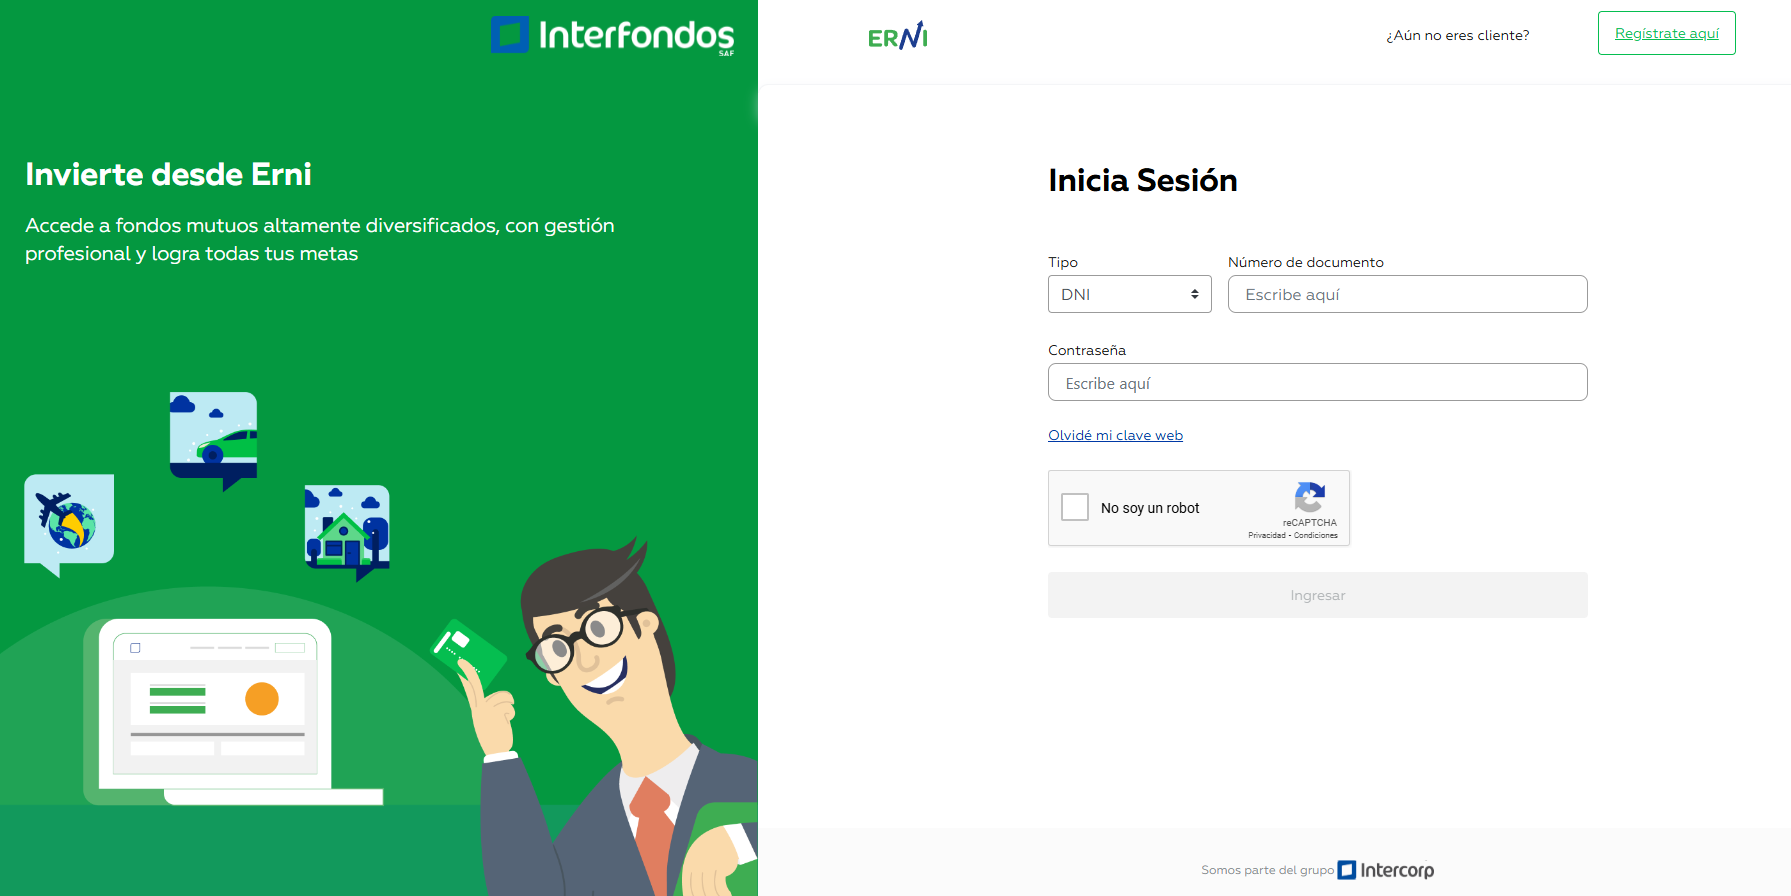 Interfondos
SAF
Invierte desde Erni
Accede a fondos mutuos altamente diversificados, con gestión
profesional y logra todas tus metas
ERNI
¿Aún no eres cliente?
Regístrate aquí
Inicia Sesión
Tipo
Número de documento
DNI
Escribe aquí
Contraseña
Escribe aquí
Olvidé mi clave web
No soy un robot
reCAPTCHA
Privacidad - Condiciones
Ingresar
Somos parte del grupo Intercorp